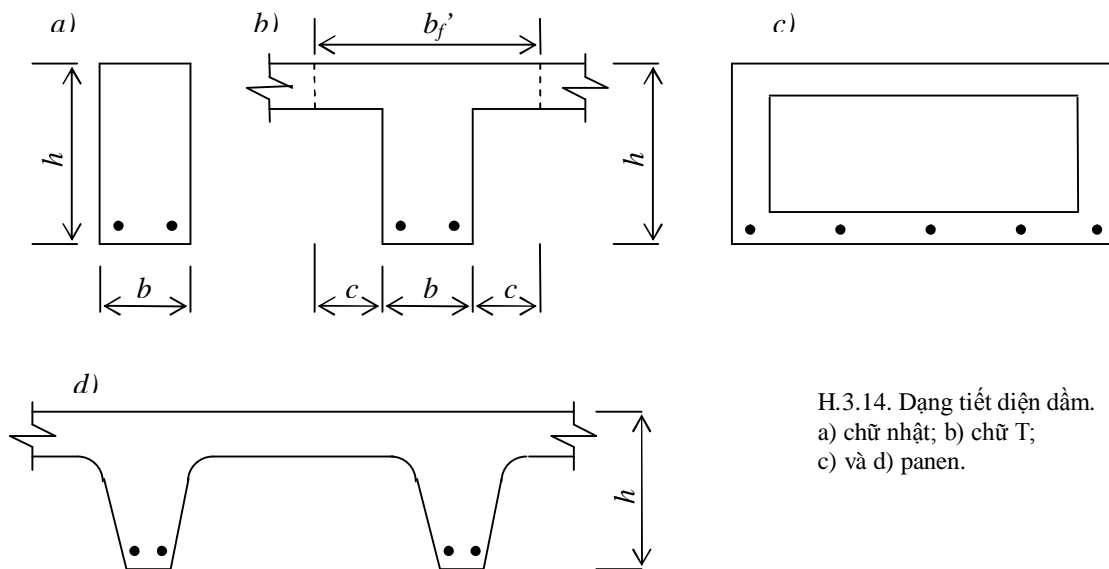 a)
b)
c)
b_f’
h
h
h
b
c
b
c
d)
h
H.3.14. Dạng tiết diện dầm.
a) chữ nhật; b) chữ T;
c) và d) panen.